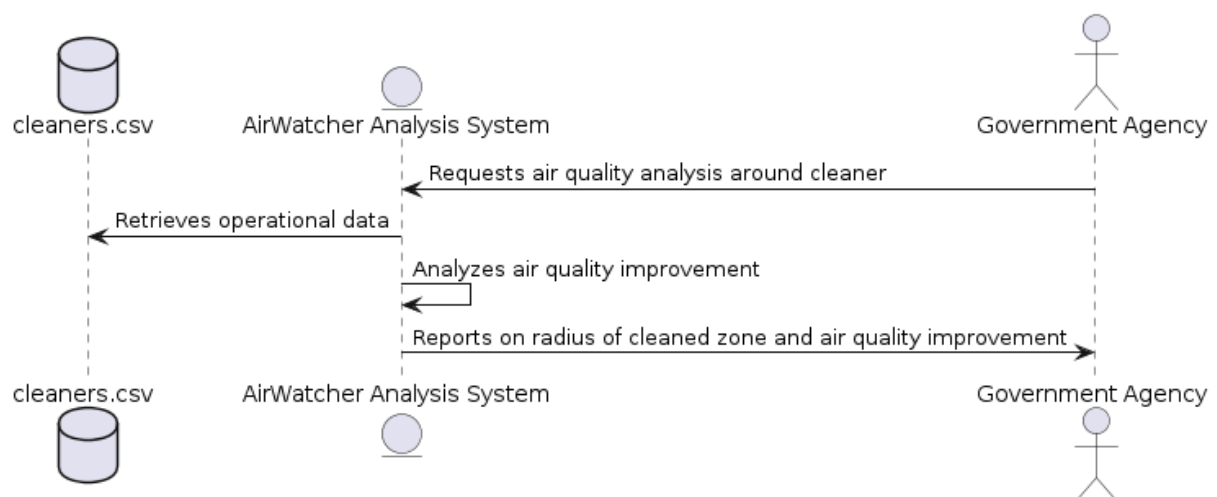 cleaners.csv
AirWatcher Analysis System
Government Agency
Requests air quality analysis around cleaner
Retrieves operational data
Analyzes air quality improvement
Reports on radius of cleaned zone and air quality improvement
cleaners.csv
AirWatcher Analysis System
Government Agency